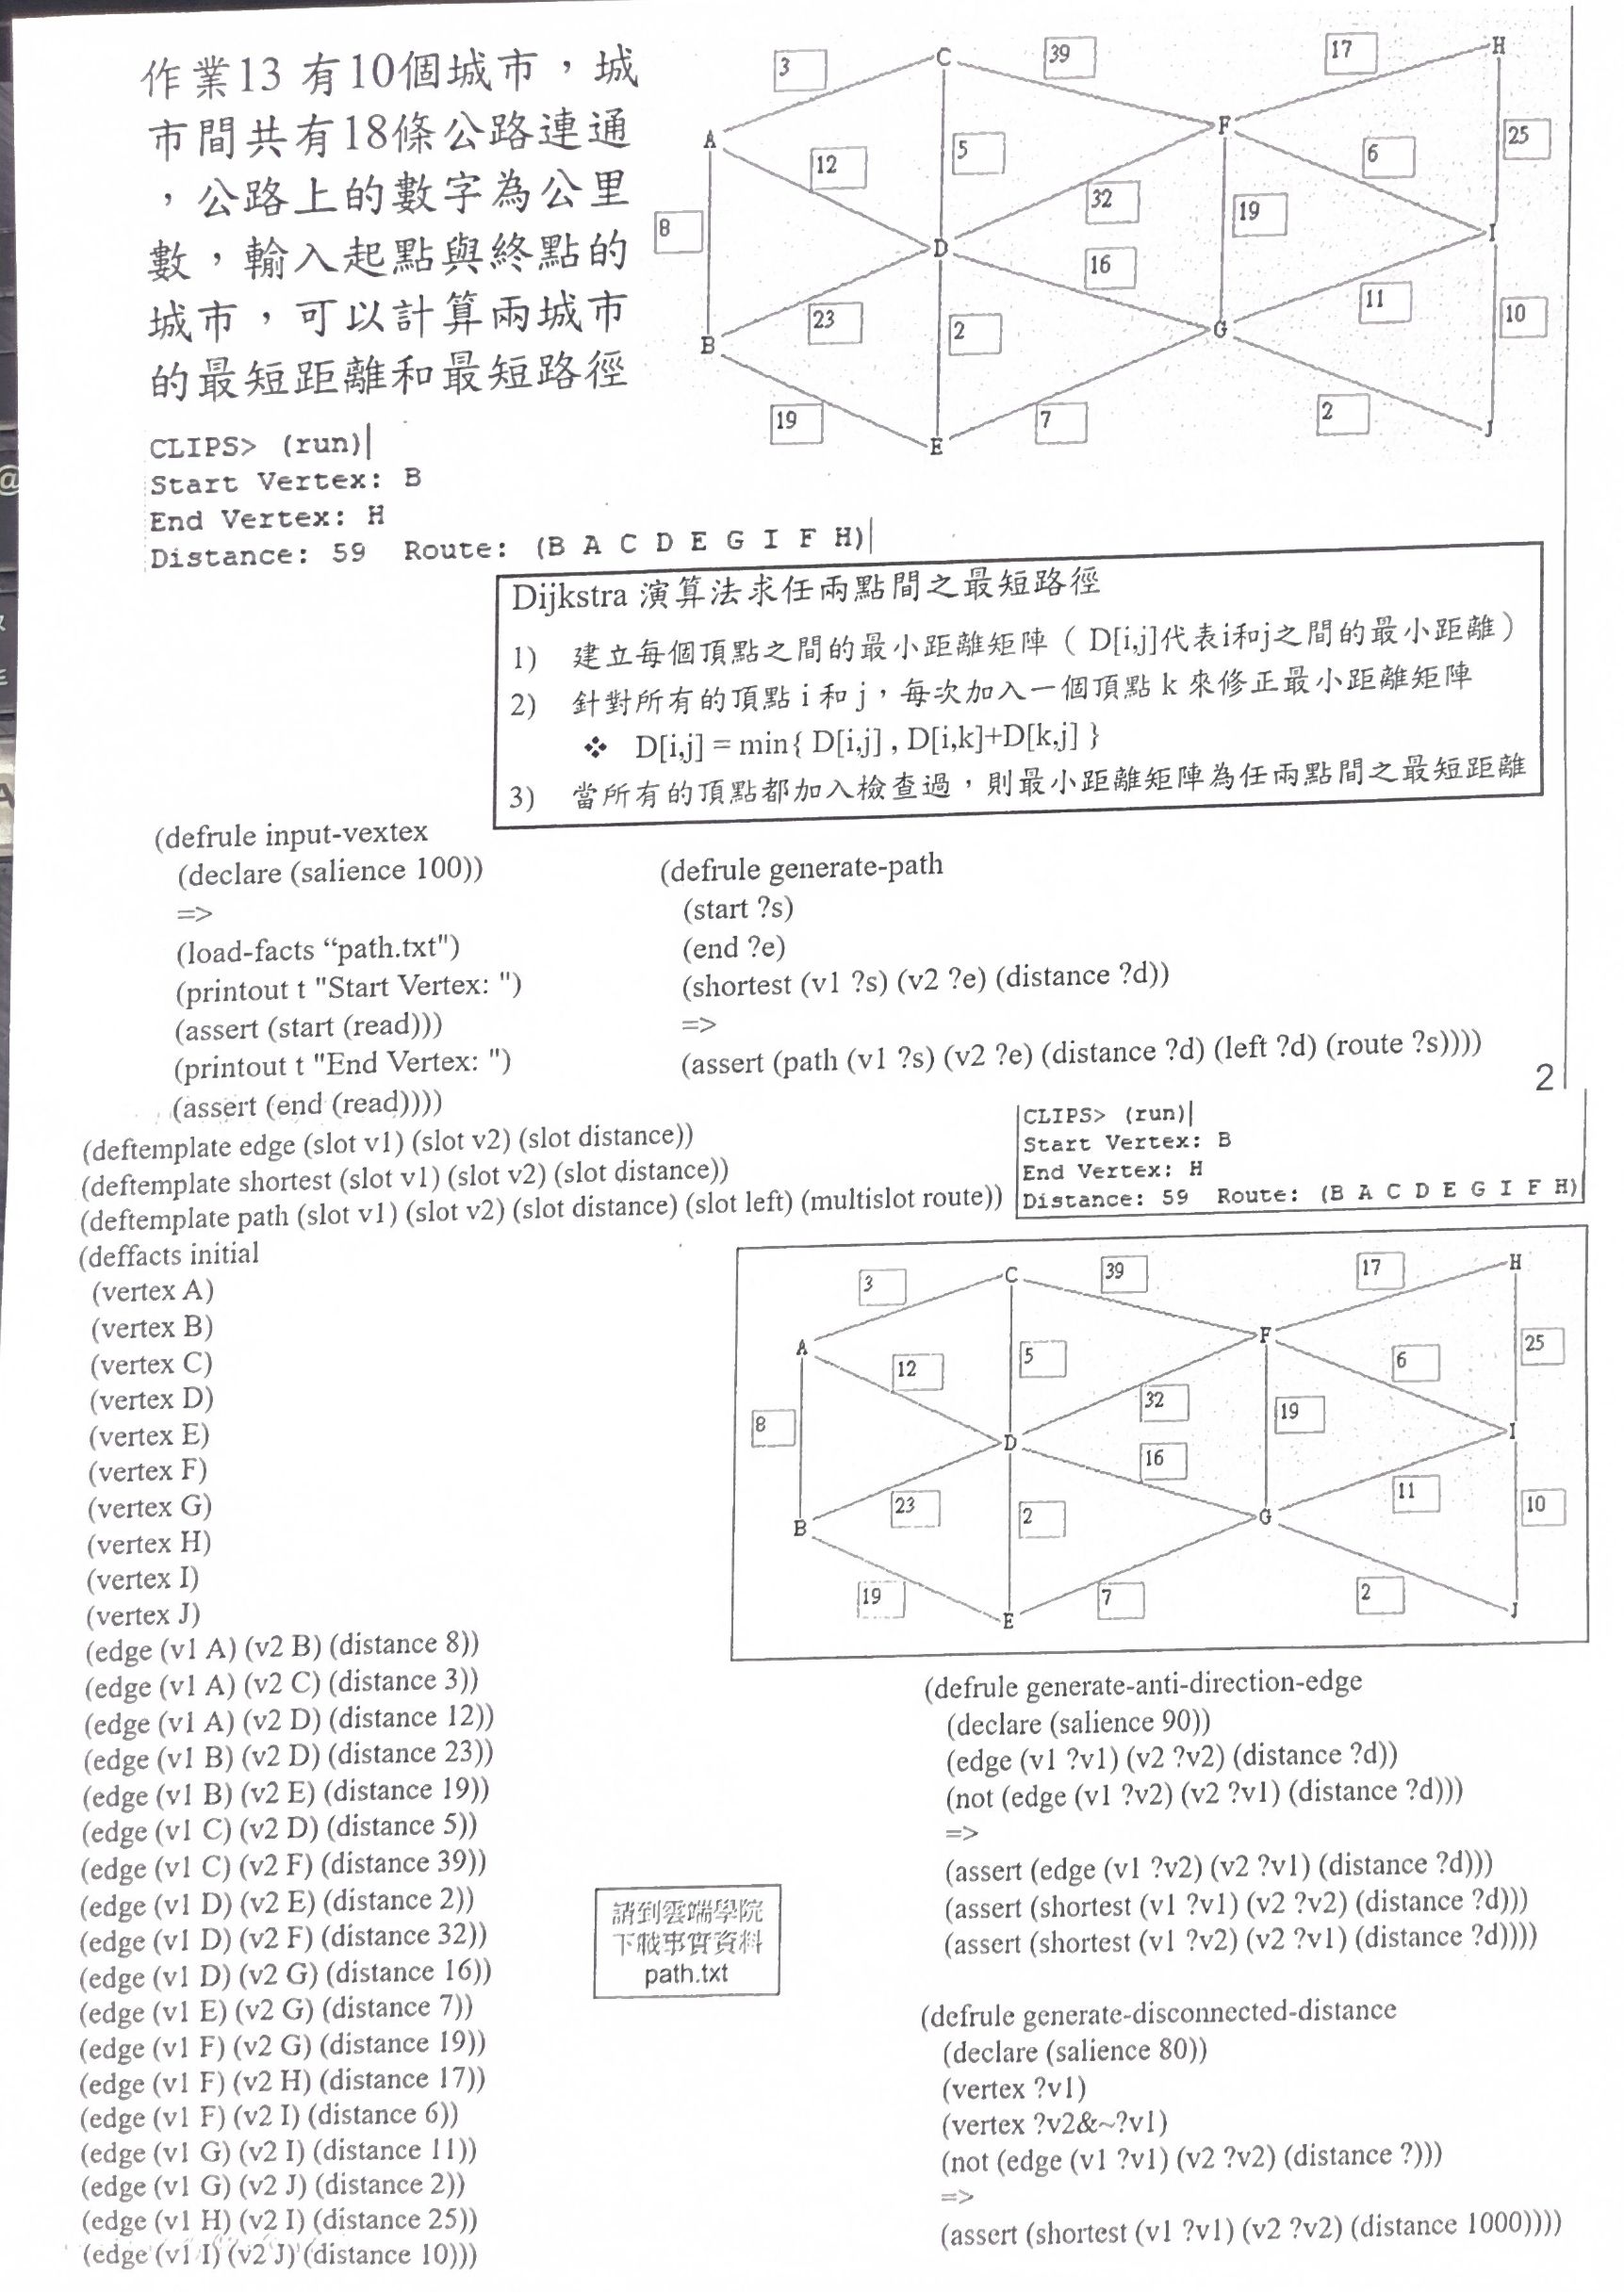 作業13 有10個城市，城
市間共有18條公路連通
，公路上的數字為公里
數，輸入起點與終點的
城市，可以計算兩城市
的最短距離和最短路徑
CLIPS> (run)
Start Vertex: B
End Vertex: H
Distance: 59 Route: (B A C D E G I F H)
3
C
39
17
H
A
12
5
F
6
25
8
32
19
D
16
I
23
2
11
10
B
G
19
7
2
E
J
Dijkstra 演算法求任兩點間之最短路徑
1) 建立每個頂點之間的最小距離矩陣（ D[i,j]代表i和j之間的最小距離）
2) 針對所有的頂點 i 和 j，每次加入一個頂點 k 來修正最小距離矩陣
❖ D[i,j] = min{ D[i,j] , D[i,k]+D[k,j] }
3) 當所有的頂點都加入檢查過，則最小距離矩陣為任兩點間之最短距離
(defrule input-vextex
(declare (salience 100))
=>
(load-facts “path.txt")
(printout t "Start Vertex: ")
(assert (start (read)))
(printout t "End Vertex: ")
(assert (end (read))))
(defrule generate-path
(start ?s)
(end ?e)
(shortest (v1 ?s) (v2 ?e) (distance ?d))
=>
(assert (path (v1 ?s) (v2 ?e) (distance ?d) (left ?d) (route ?s))))
2
(deftemplate edge (slot v1) (slot v2) (slot distance))
(deftemplate shortest (slot v1) (slot v2) (slot distance))
(deftemplate path (slot v1) (slot v2) (slot distance) (slot left) (multislot route))
CLIPS> (run)
Start Vertex: B
End Vertex: H
Distance: 59 Route: (B A C D E G I F H)
(deffacts initial
(vertex A)
(vertex B)
(vertex C)
(vertex D)
(vertex E)
(vertex F)
(vertex G)
(vertex H)
(vertex I)
(vertex J)
(edge (v1 A) (v2 B) (distance 8))
(edge (v1 A) (v2 C) (distance 3))
(edge (v1 A) (v2 D) (distance 12))
(edge (v1 B) (v2 D) (distance 23))
(edge (v1 B) (v2 E) (distance 19))
(edge (v1 C) (v2 D) (distance 5))
(edge (v1 C) (v2 F) (distance 39))
(edge (v1 D) (v2 E) (distance 2))
(edge (v1 D) (v2 F) (distance 32))
(edge (v1 D) (v2 G) (distance 16))
(edge (v1 E) (v2 G) (distance 7))
(edge (v1 F) (v2 G) (distance 19))
(edge (v1 F) (v2 H) (distance 17))
(edge (v1 F) (v2 I) (distance 6))
(edge (v1 G) (v2 I) (distance 11))
(edge (v1 G) (v2 J) (distance 2))
(edge (v1 H) (v2 I) (distance 25))
(edge (v1 I) (v2 J) (distance 10)))
3
C
39
17
H
A
12
5
F
6
25
8
32
19
D
16
I
23
2
11
10
B
G
19
7
2
E
J
請到雲端學院
下載事實資料
path.txt
(defrule generate-anti-direction-edge
(declare (salience 90))
(edge (v1 ?v1) (v2 ?v2) (distance ?d))
(not (edge (v1 ?v2) (v2 ?v1) (distance ?d)))
=>
(assert (edge (v1 ?v2) (v2 ?v1) (distance ?d)))
(assert (shortest (v1 ?v1) (v2 ?v2) (distance ?d)))
(assert (shortest (v1 ?v2) (v2 ?v1) (distance ?d))))
(defrule generate-disconnected-distance
(declare (salience 80))
(vertex ?v1)
(vertex ?v2&~?v1)
(not (edge (v1 ?v1) (v2 ?v2) (distance ?)))
=>
(assert (shortest (v1 ?v1) (v2 ?v2) (distance 1000))))